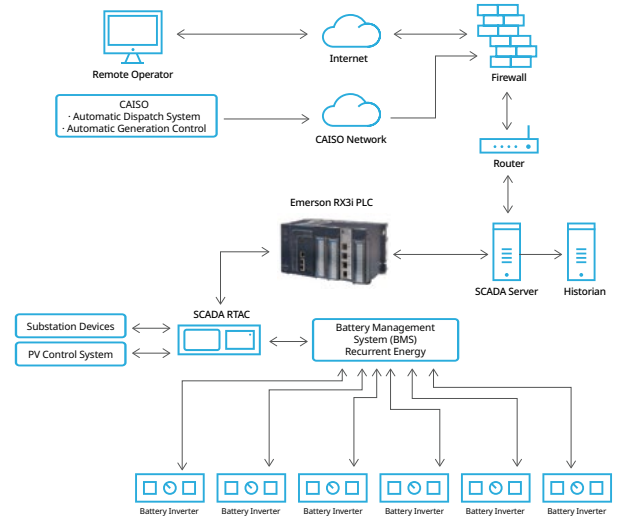 Remote Operator
Internet
Firewall
CAISO
· Automatic Dispatch System
· Automatic Generation Control
CAISO Network
Router
Emerson RX3i PLC
SCADA Server
Historian
SCADA RTAC
Substation Devices
PV Control System
Battery Management
System (BMS)
Recurrent Energy
Battery Inverter
Battery Inverter
Battery Inverter
Battery Inverter
Battery Inverter
Battery Inverter